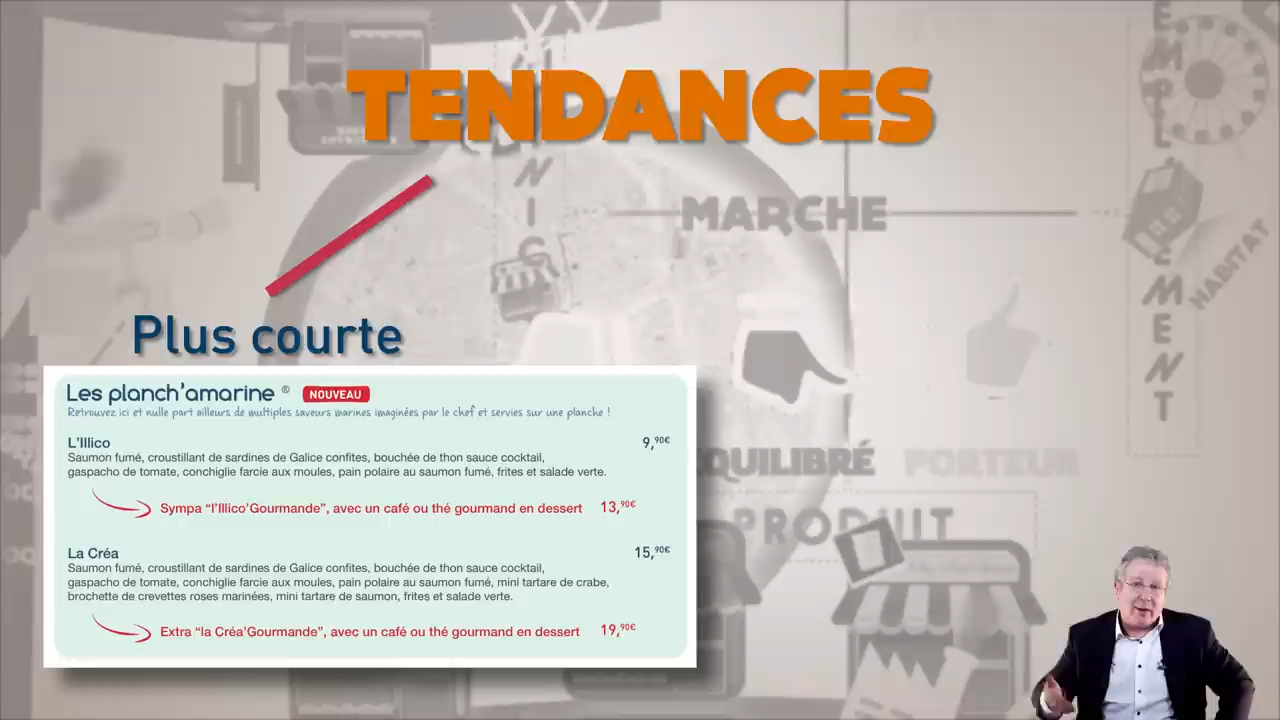 TENDANCES
MARCHE
EMPLACEMENT
HABITAT
Plus courte
Les planch'amarine ® NOUVEAU
Retrouvez ici et nulle part ailleurs de multiples saveurs marines imaginées par le chef et servies sur une planche !
L'Illico 9,90€
Saumon fumé, croustillant de sardines de Galice confites, bouchée de thon sauce cocktail,
gaspacho de tomate, conchiglie farcie aux moules, pain polaire au saumon fumé, frites et salade verte.
Sympa "l'Illico'Gourmande", avec un café ou thé gourmand en dessert 13,90€
La Créa 15,90€
Saumon fumé, croustillant de sardines de Galice confites, bouchée de thon sauce cocktail,
gaspacho de tomate, conchiglie farcie aux moules, pain polaire au saumon fumé, mini tartare de crabe,
brochette de crevettes roses marinées, mini tartare de saumon, frites et salade verte.
Extra "la Créa'Gourmande", avec un café ou thé gourmand en dessert 19,90€
QUILIBRÉ PORTEUR
PRODUIT